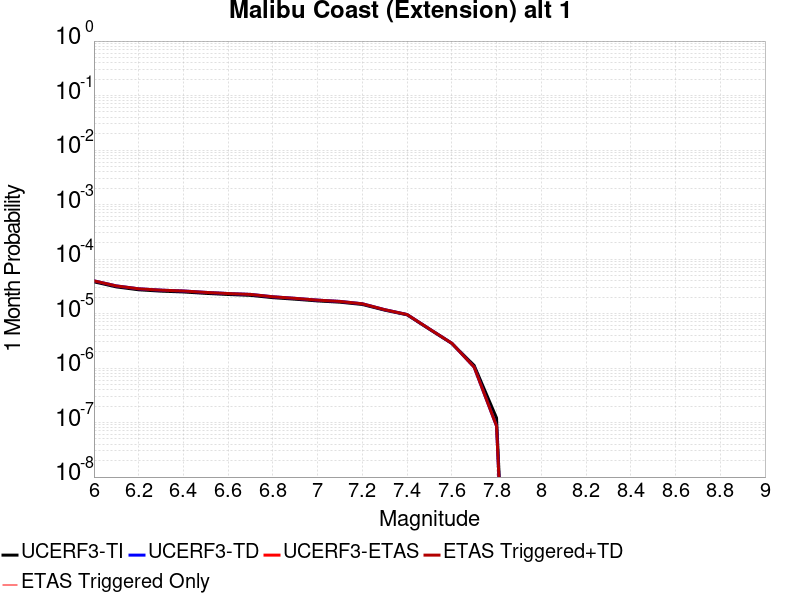 Malibu Coast (Extension) alt 1
10^0
10^-1
10^-2
10^-3
10^-4
10^-5
10^-6
10^-7
10^-8
1 Month Probability
6 6.2 6.4 6.6 6.8 7 7.2 7.4 7.6 7.8 8 8.2 8.4 8.6 8.8 9
Magnitude
UCERF3-TI UCERF3-TD UCERF3-ETAS ETAS Triggered+TD
ETAS Triggered Only